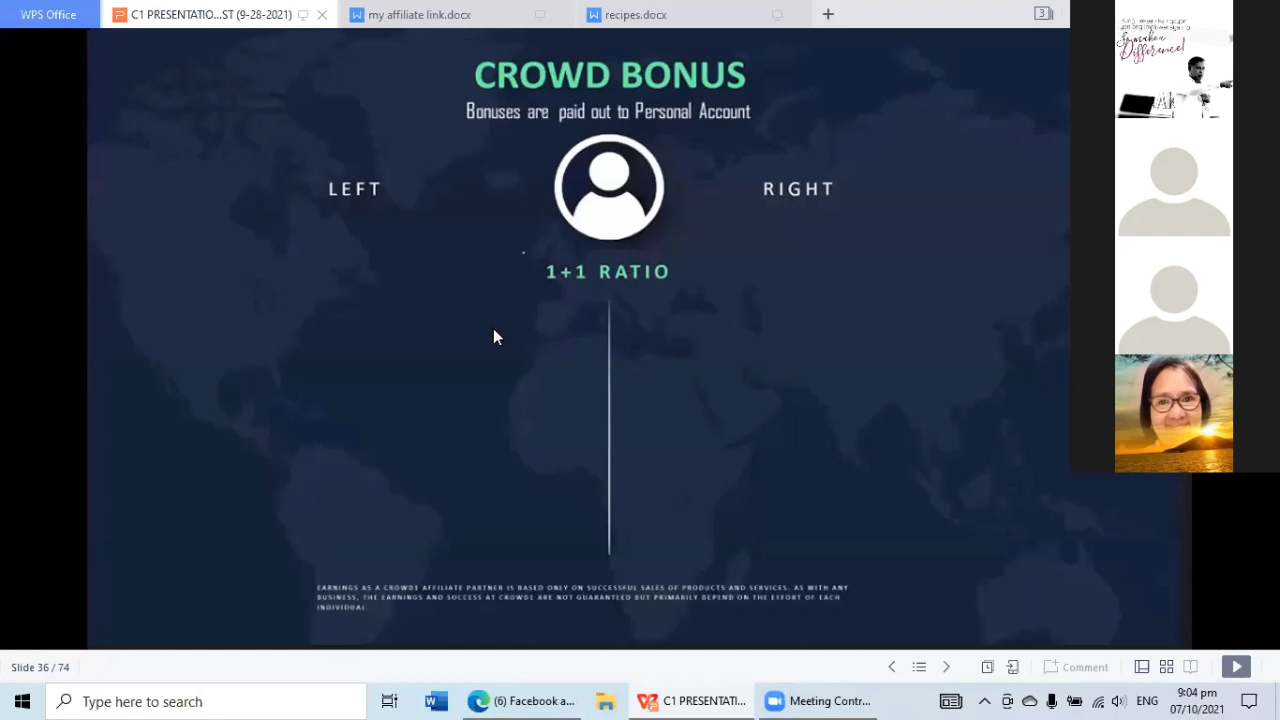 WPS Office
C1 PRESENTATIO...ST (9-28-2021)
my affiliate link.docx
recipes.docx
3
CROWD BONUS
Bonuses are paid out to Personal Account
LEFT
RIGHT
1+1 RATIO
EARNINGS AS A CROWD1 AFFILIATE PARTNER IS BASED ONLY ON SUCCESSFUL SALES OF PRODUCTS AND SERVICES. AS WITH ANY
BUSINESS, THE EARNINGS AND SUCCESS AT CROWD1 ARE NOT GUARANTEED BUT PRIMARILY DEPEND ON THE EFFORT OF EACH
INDIVIDUAL.
Difference!
Slide 36 / 74
Comment
Type here to search
(6) Facebook a...
C1 PRESENTATI...
Meeting Contr...
ENG
9:04 pm
07/10/2021